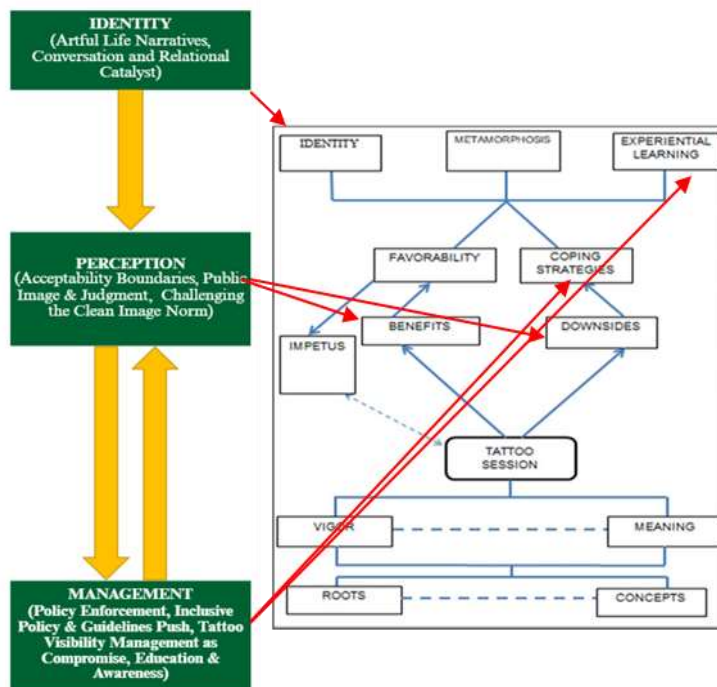 IDENTITY
(Artful Life Narratives,
Conversation and Relational
Catalyst)
PERCEPTION
(Acceptability Boundaries, Public
Image & Judgment, Challenging
the Clean Image Norm)
MANAGEMENT
(Policy Enforcement, Inclusive
Policy & Guidelines Push, Tattoo
Visibility Management as
Compromise, Education &
Awareness)
IDENTITY
METAMORPHOSIS
EXPERIENTIAL
LEARNING
FAVORABILITY
COPING
STRATEGIES
IMPETUS
BENEFITS
DOWNSIDES
TATTOO
SESSION
VIGOR
MEANING
ROOTS
CONCEPTS